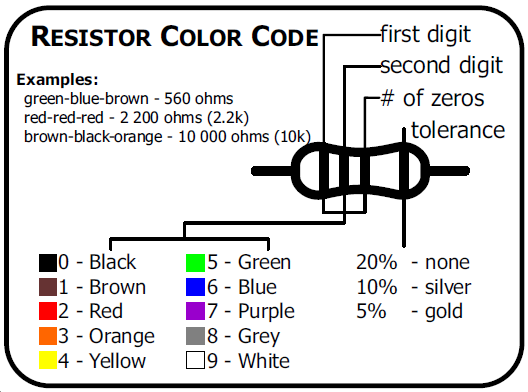 RESISTOR COLOR CODE
first digit
second digit
# of zeros
tolerance
Examples:
green-blue-brown - 560 ohms
red-red-red - 2 200 ohms (2.2k)
brown-black-orange - 10 000 ohms (10k)
0 - Black
1 - Brown
2 - Red
3 - Orange
4 - Yellow
5 - Green
6 - Blue
7 - Purple
8 - Grey
9 - White
20% - none
10% - silver
5% - gold